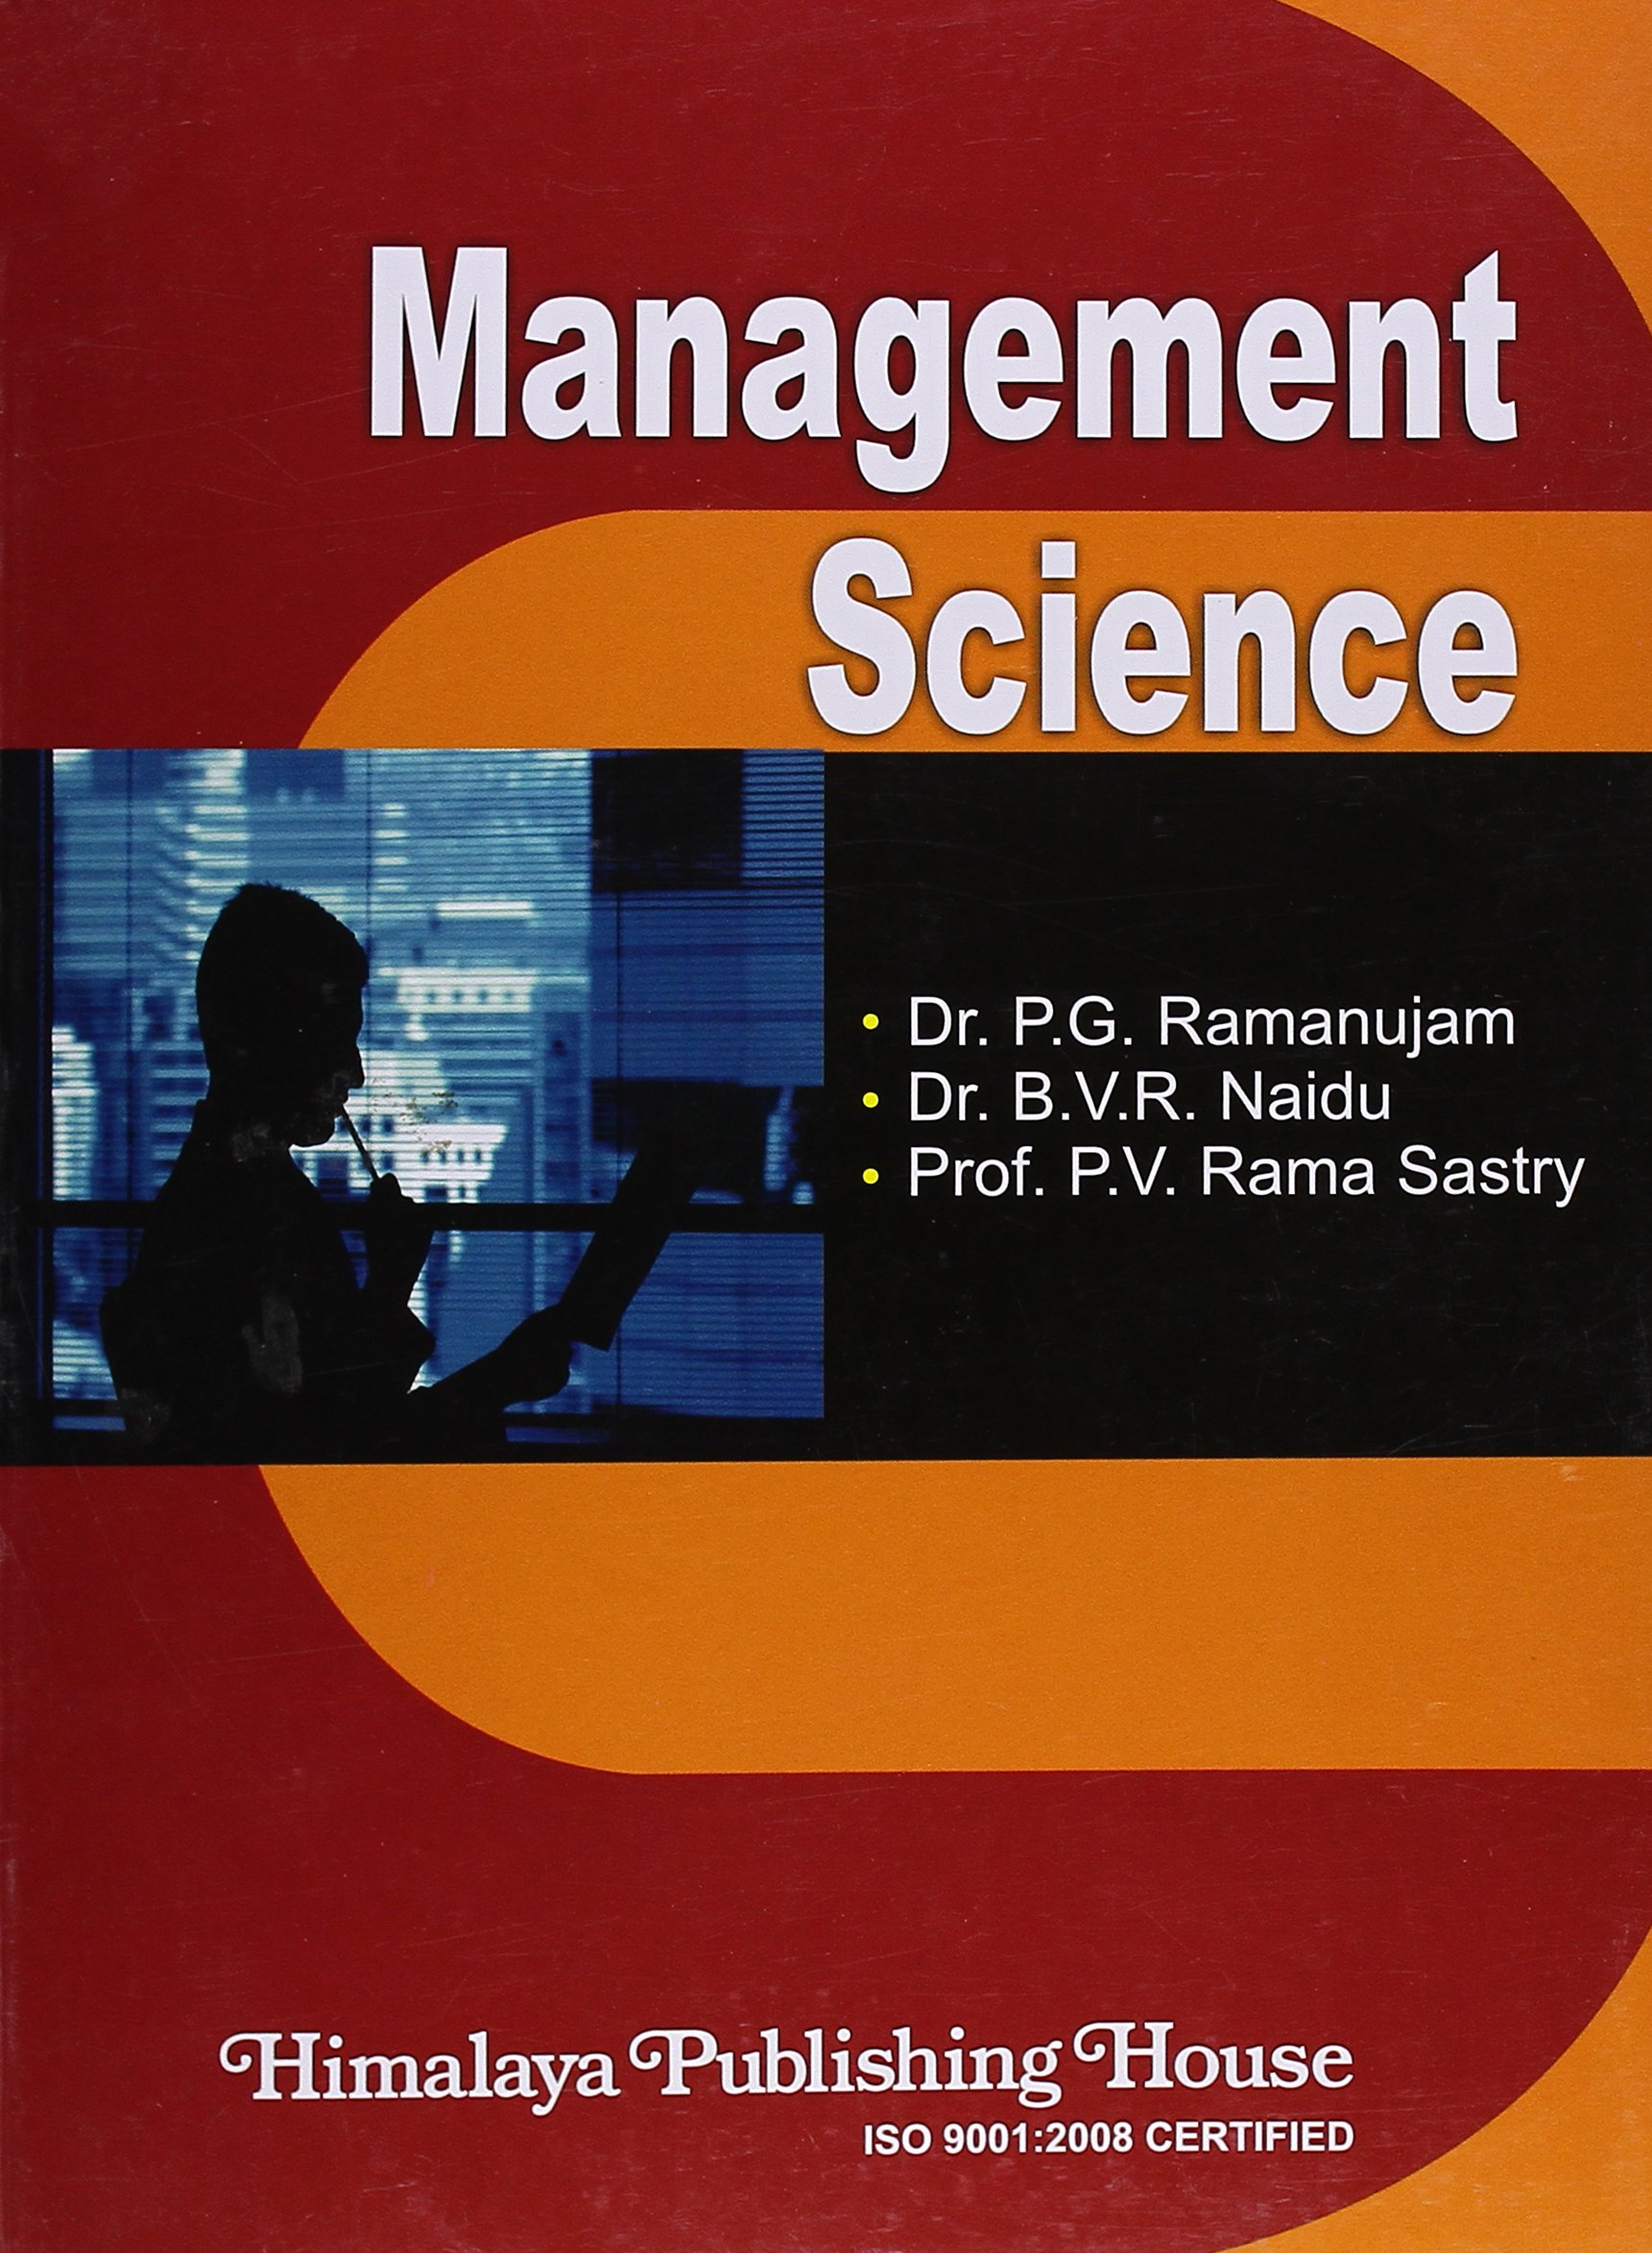 Management
Science
• Dr. P.G. Ramanujam
• Dr. B.V.R. Naidu
• Prof. P.V. Rama Sastry
Himalaya Publishing House
ISO 9001:2008 CERTIFIED